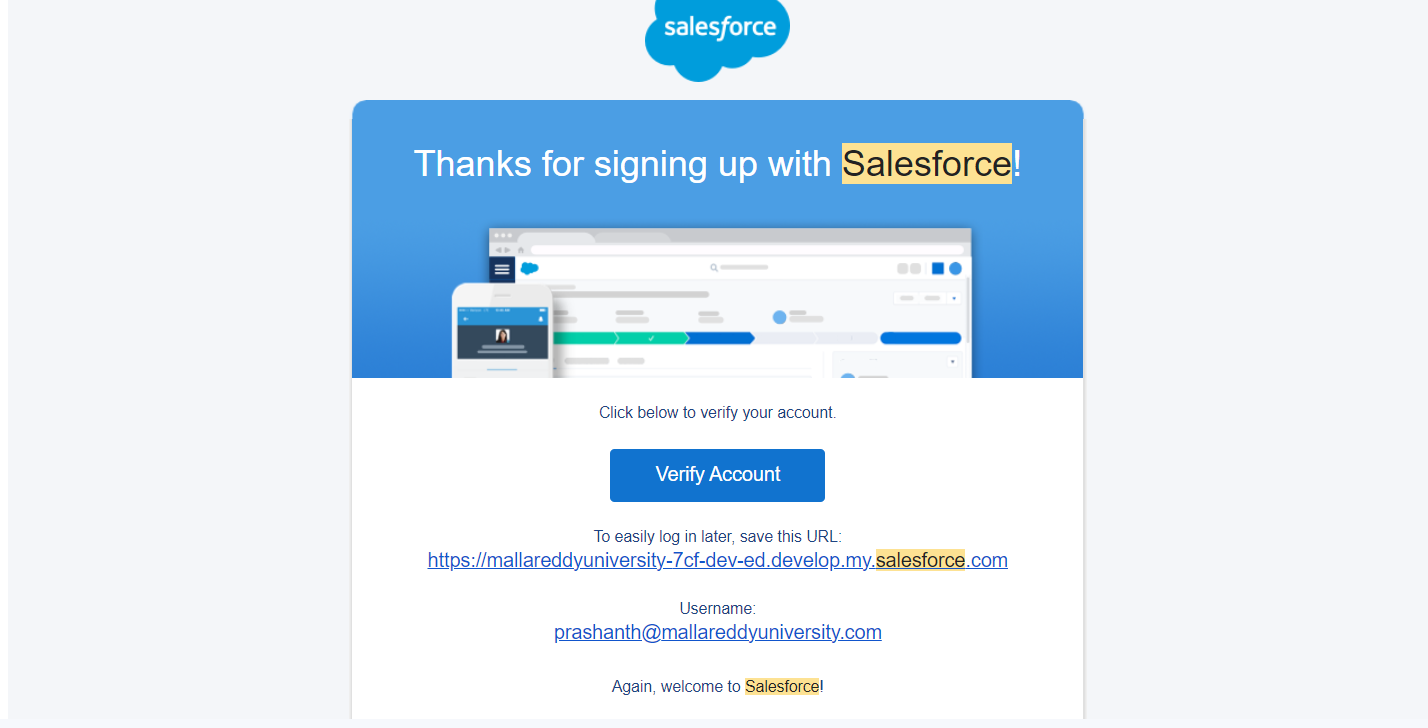 salesforce
Thanks for signing up with Salesforce!
Click below to verify your account.
Verify Account
To easily log in later, save this URL:
https://mallareddyuniversity-7cf-dev-ed.develop.my.salesforce.com
Username:
prashanth@mallareddyuniversity.com
Again, welcome to Salesforce!